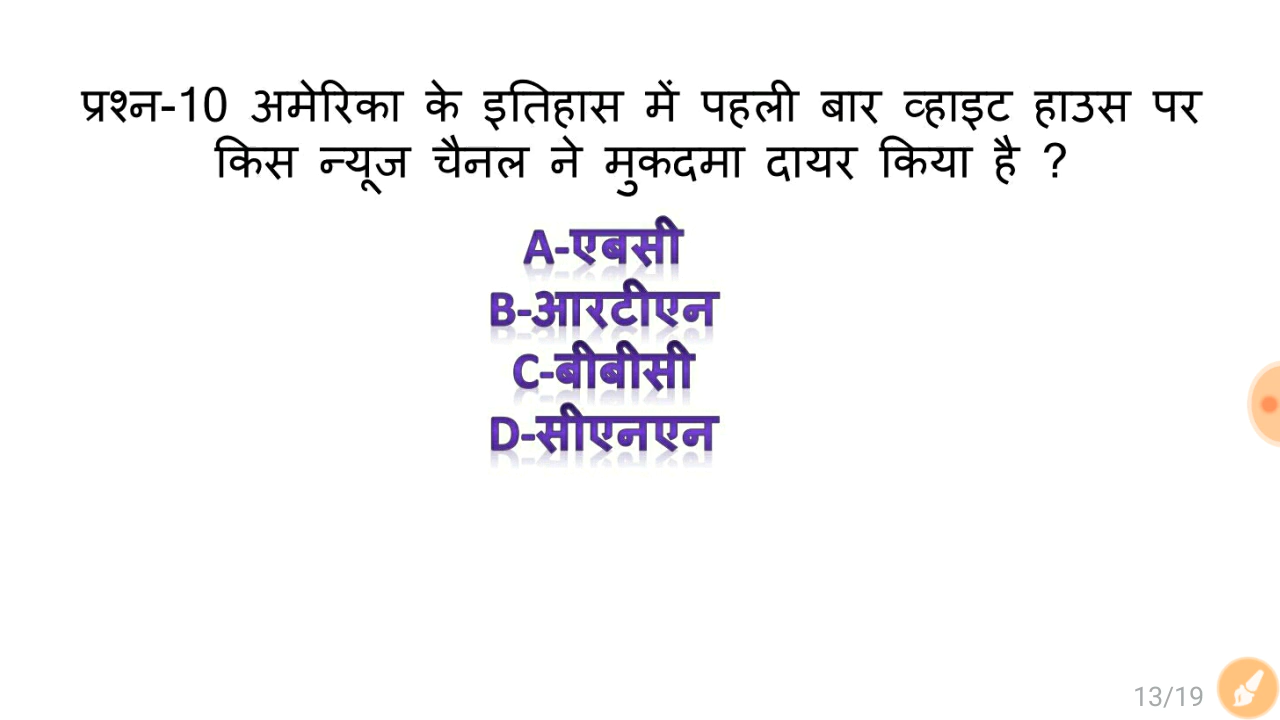 प्रश्न-10 अमेरिका के इतिहास में पहली बार व्हाइट हाउस पर
किस न्यूज चैनल ने मुकदमा दायर किया है ?
A-एबसी
B-आरटीएन
C-बीबीसी
D-सीएनएन
13/19